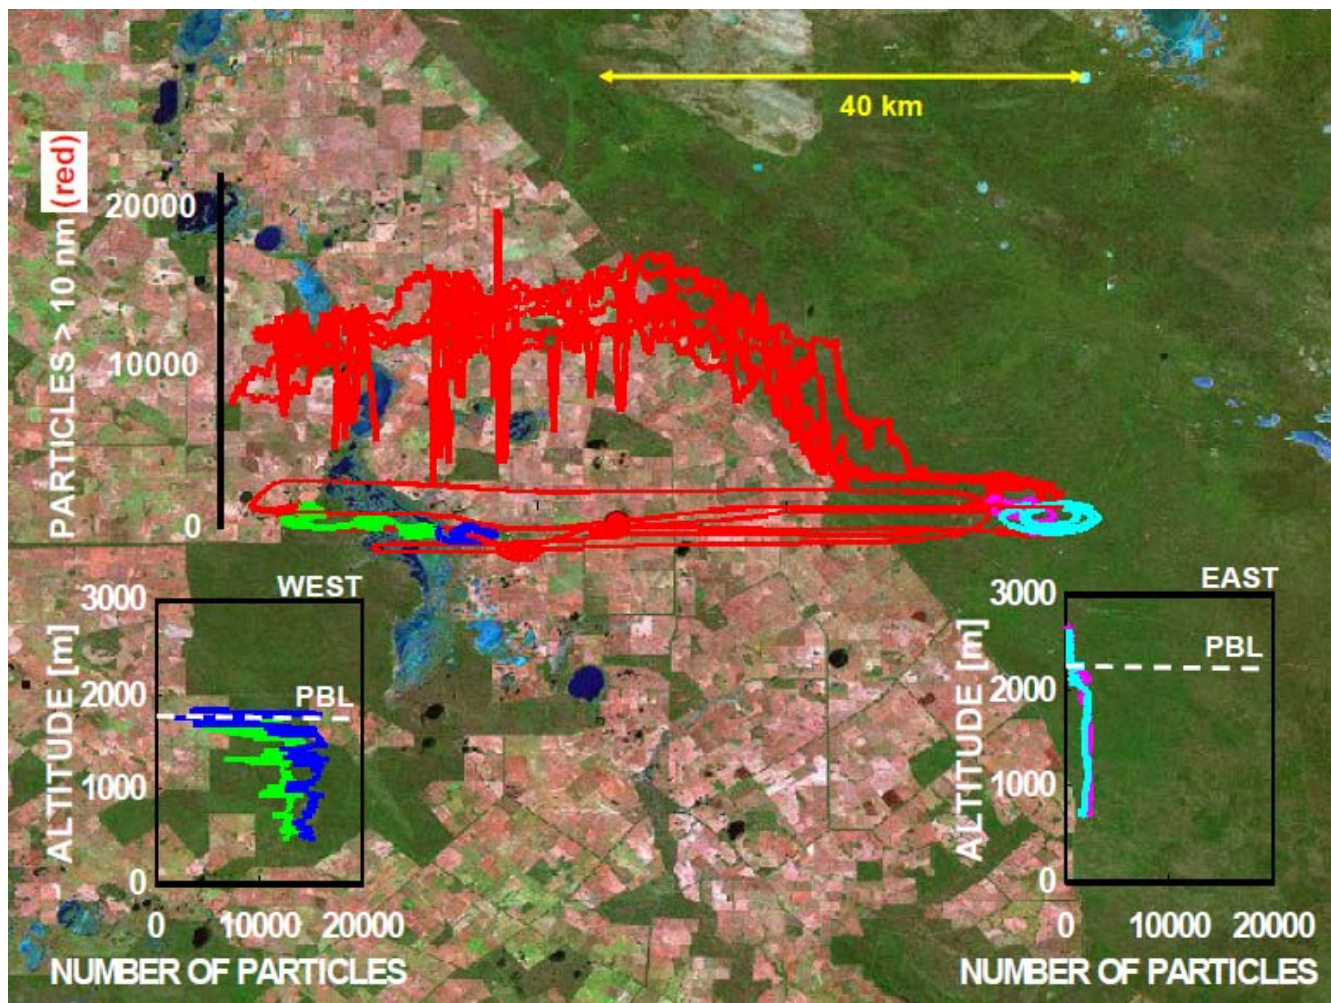 40 km
PARTICLES > 10 nm (red)
20000
10000
0
WEST
3000
2000
1000
0
ALTITUDE [m]
PBL
0 10000 20000
NUMBER OF PARTICLES
EAST
3000
2000
1000
0
ALTITUDE [m]
PBL
0 10000 20000
NUMBER OF PARTICLES